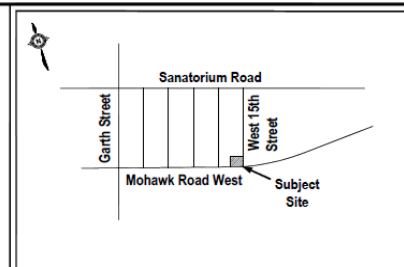 N
Sanatorium Road
Garth Street
West 15th
Street
Mohawk Road West
Subject
Site